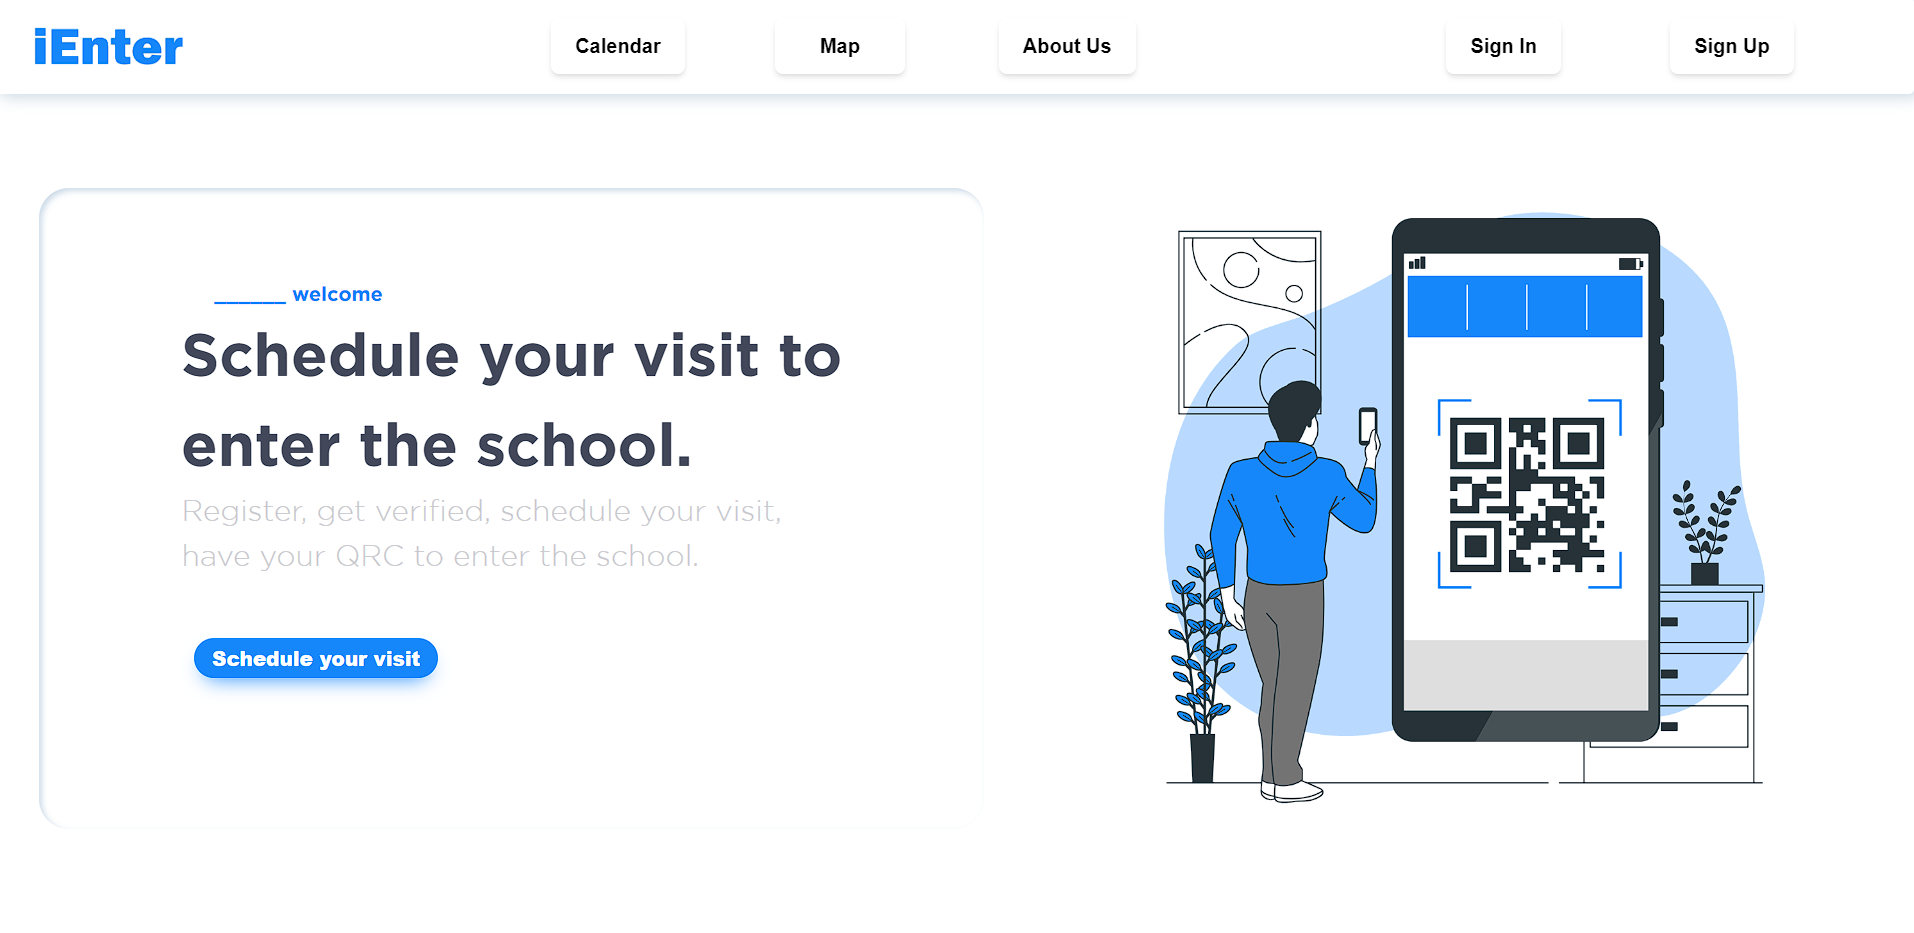 iEnter
Calendar
Map
About Us
Sign In
Sign Up
______ welcome
Schedule your visit to
enter the school.
Register, get verified, schedule your visit,
have your QRC to enter the school.
Schedule your visit